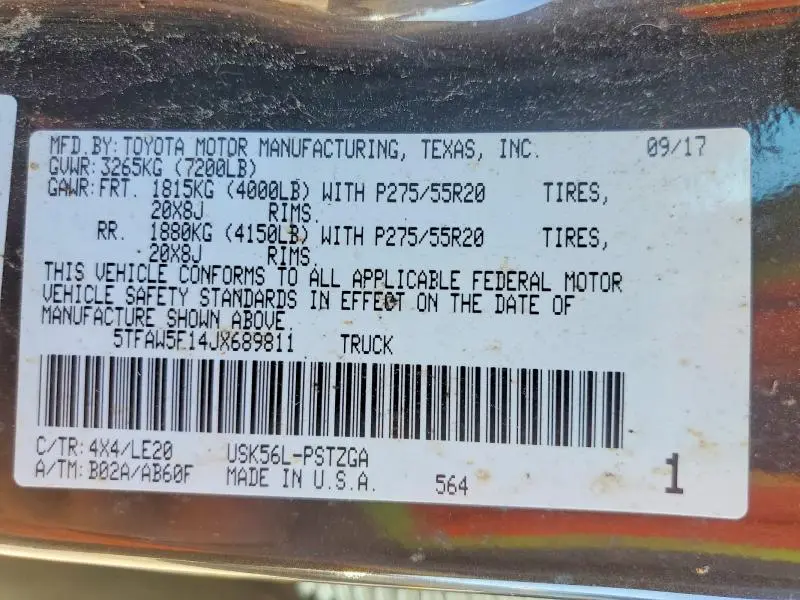 MFD.BY: TOYOTA MOTOR MANUFACTURING, TEXAS, INC. 09/17
GVWR: 3265KG (7200LB)
GAWR: FRT. 1815KG (4000LB) WITH P275/55R20 TIRES,
20X8J RIMS.
RR. 1880KG (4150LB) WITH P275/55R20 TIRES,
20X8J RIMS.
THIS VEHICLE CONFORMS TO ALL APPLICABLE FEDERAL MOTOR
VEHICLE SAFETY STANDARDS IN EFFECT ON THE DATE OF
MANUFACTURE SHOWN ABOVE.
5TFAW5F14JX689811 TRUCK
C/TR: 4X4/LE20 USK56L-PSTZGA
A/TM: B02A/AB60F MADE IN U.S.A. 564 1